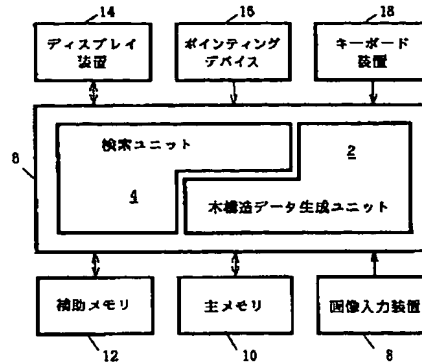 14
16
18
ディスプレイ
装置
ポインティング
デバイス
キーボード
装置
6
検索ユニット
2
4
木構造データ生成ユニット
補助メモリ
主メモリ
画像入力装置
12
10
8